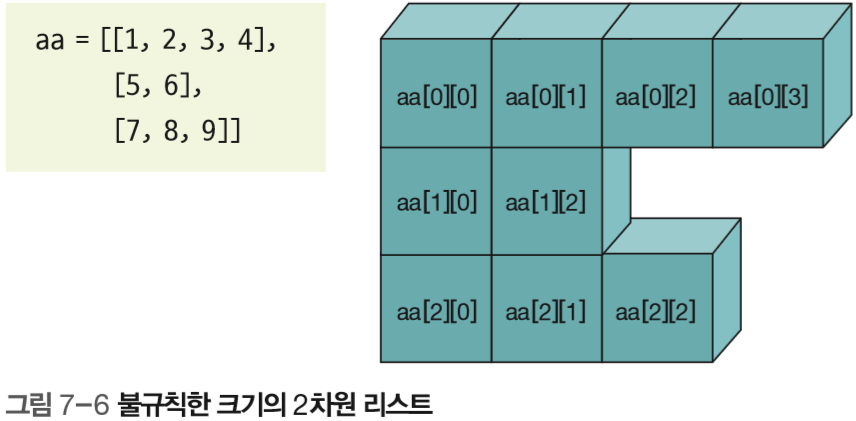 aa = [[1, 2, 3, 4],
[5, 6],
[7, 8, 9]]
aa[0][0] aa[0][1] aa[0][2] aa[0][3]
aa[1][0] aa[1][2]
aa[2][0] aa[2][1] aa[2][2]
그림 7-6 불규칙한 크기의 2차원 리스트